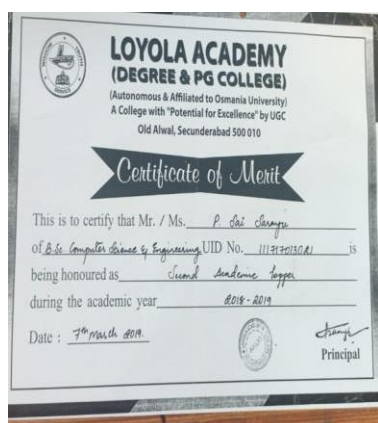 LOYOLA ACADEMY
(DEGREE & PG COLLEGE)
(Autonomous & Affiliated to Osmania University)
A College with "Potential for Excellence" by UGC
Old Alwal, Secunderabad 500 010
Certificate of Merit
This is to certify that Mr. / Ms. P. Sai Saranya
of B.Sc Computer Science & Engineering UID No. is
being honoured as Second Academic Topper
during the academic year 2018 - 2019
Date : 7th March 2019.
Principal